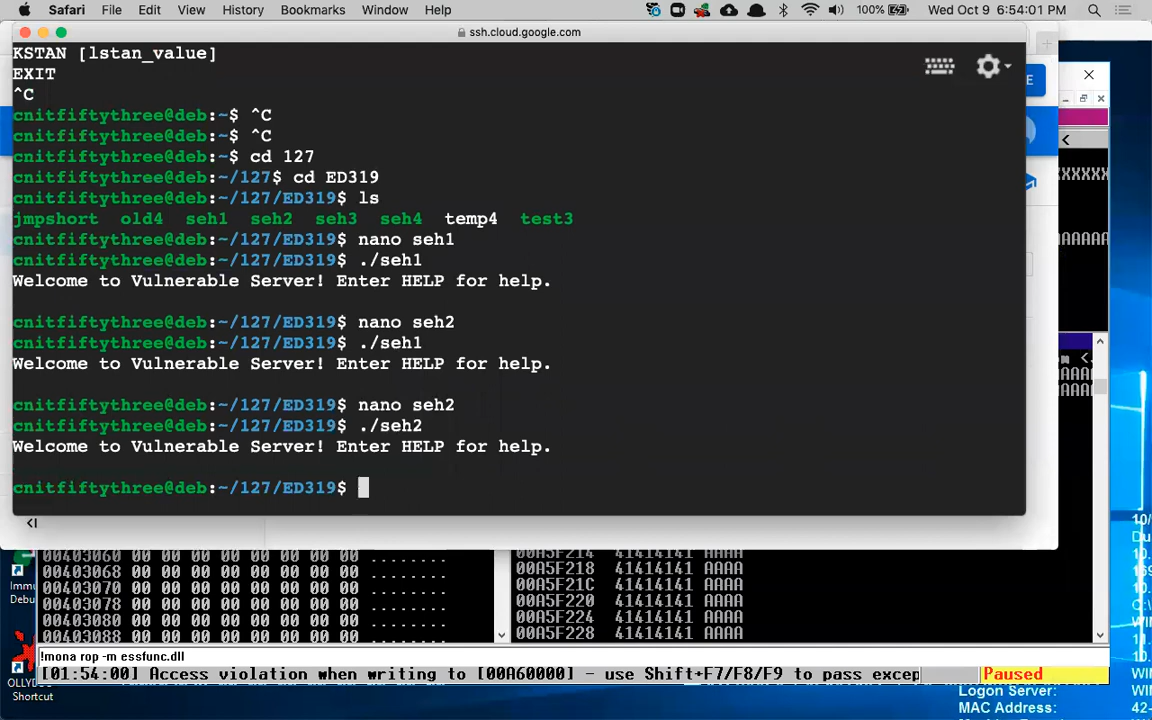 Safari File Edit View History Bookmarks Window Help 100% Wed Oct 9 6:54:01 PM
ssh.cloud.google.com
KSTAN [lstan_value]
EXIT
^C
cnitfiftythree@deb:~$ ^C
cnitfiftythree@deb:~$ ^C
cnitfiftythree@deb:~$ cd 127
cnitfiftythree@deb:~/127$ cd ED319
cnitfiftythree@deb:~/127/ED319$ ls
jmpshort old4 seh1 seh2 seh3 seh4 temp4 test3
cnitfiftythree@deb:~/127/ED319$ nano seh1
cnitfiftythree@deb:~/127/ED319$ ./seh1
Welcome to Vulnerable Server! Enter HELP for help.
cnitfiftythree@deb:~/127/ED319$ nano seh2
cnitfiftythree@deb:~/127/ED319$ ./seh1
Welcome to Vulnerable Server! Enter HELP for help.
cnitfiftythree@deb:~/127/ED319$ nano seh2
cnitfiftythree@deb:~/127/ED319$ ./seh2
Welcome to Vulnerable Server! Enter HELP for help.
cnitfiftythree@deb:~/127/ED319$
00403060 00 00 00 00 00 00 00 00 ........
00403068 00 00 00 00 00 00 00 00 ........
00403070 00 00 00 00 00 00 00 00 ........
00403078 00 00 00 00 00 00 00 00 ........
00403080 00 00 00 00 00 00 00 00 ........
00403088 00 00 00 00 00 00 00 00 ........
00A5F214 41414141 AAAA
00A5F218 41414141 AAAA
00A5F21C 41414141 AAAA
00A5F220 41414141 AAAA
00A5F224 41414141 AAAA
00A5F228 41414141 AAAA
!mona rop -m essfunc.dll
[01:54:00] Access violation when writing to [00A60000] - use Shift+F7/F8/F9 to pass excep
Paused
Shortcut
Logon Server:
MAC Address: